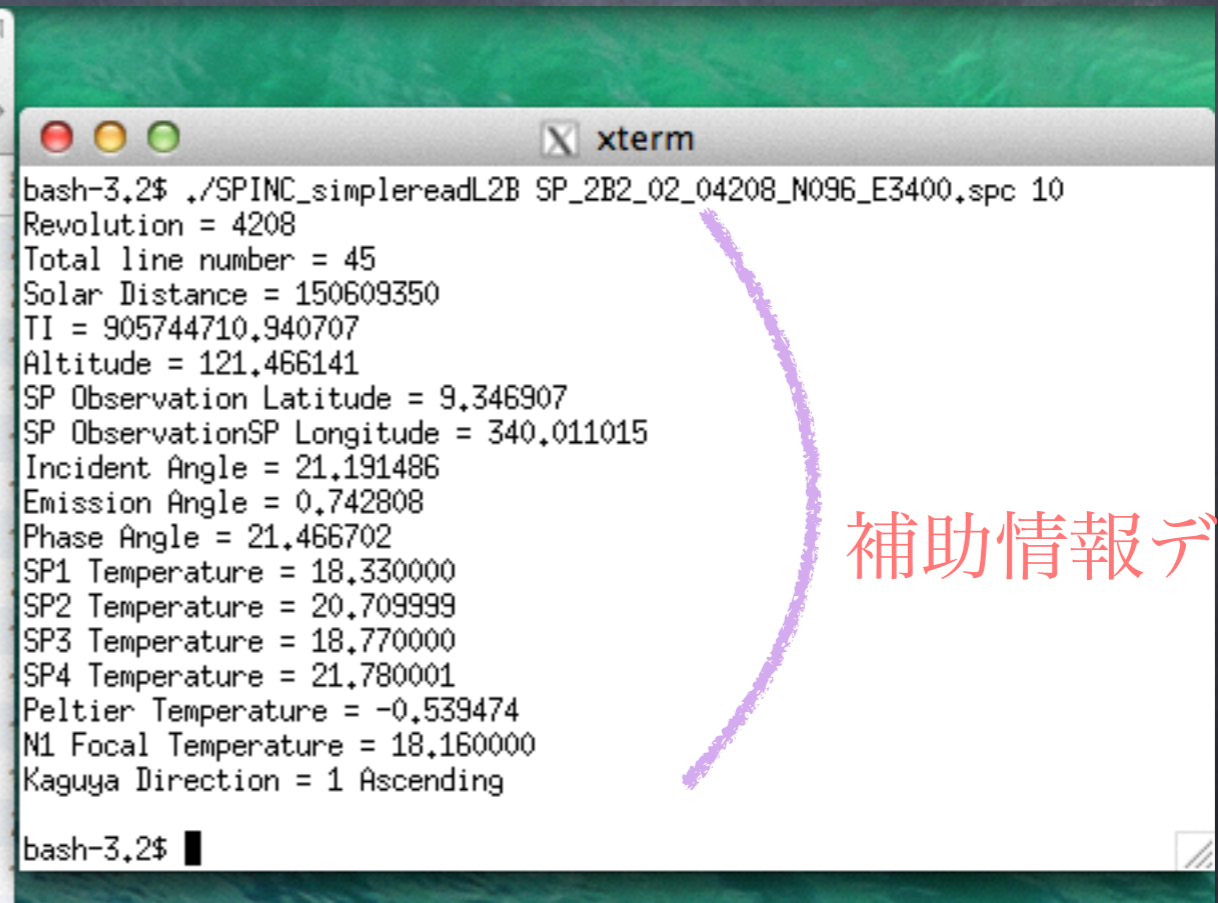 xterm
bash-3.2$ ./SPINC_simplereadL2B SP_2B2_02_04208_N096_E3400.spc 10
Revolution = 4208
Total line number = 45
Solar Distance = 150609350
TI = 905744710.940707
Altitude = 121.466141
SP Observation Latitude = 9.346907
SP ObservationSP Longitude = 340.011015
Incident Angle = 21.191486
Emission Angle = 0.742808
Phase Angle = 21.466702
補助情報デ
SP1 Temperature = 18.330000
SP2 Temperature = 20.709999
SP3 Temperature = 18.770000
SP4 Temperature = 21.780001
Peltier Temperature = -0.539474
N1 Focal Temperature = 18.160000
Kaguya Direction = 1 Ascending
bash-3.2$